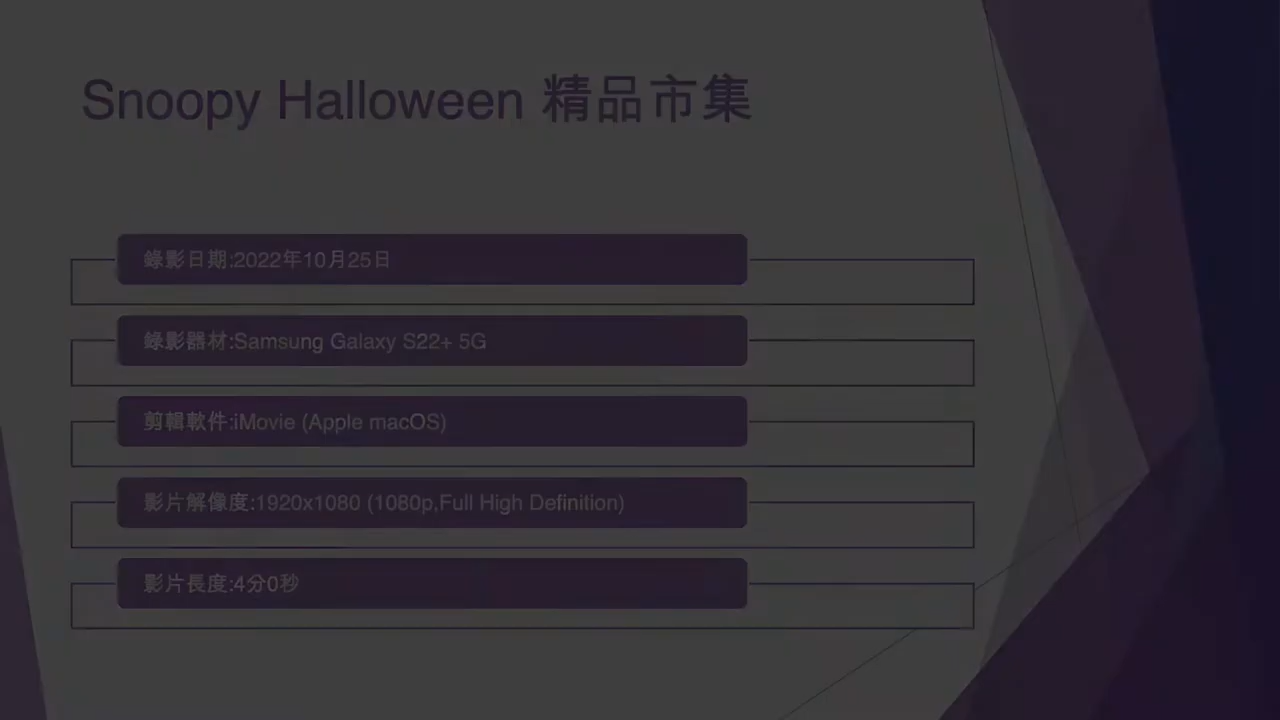 Snoopy Halloween 精品市集
錄影日期:2022年10月25日
錄影器材:Samsung Galaxy S22+ 5G
剪輯軟件:iMovie (Apple macOS)
影片解像度:1920x1080 (1080p,Full High Definition)
影片長度:4分0秒